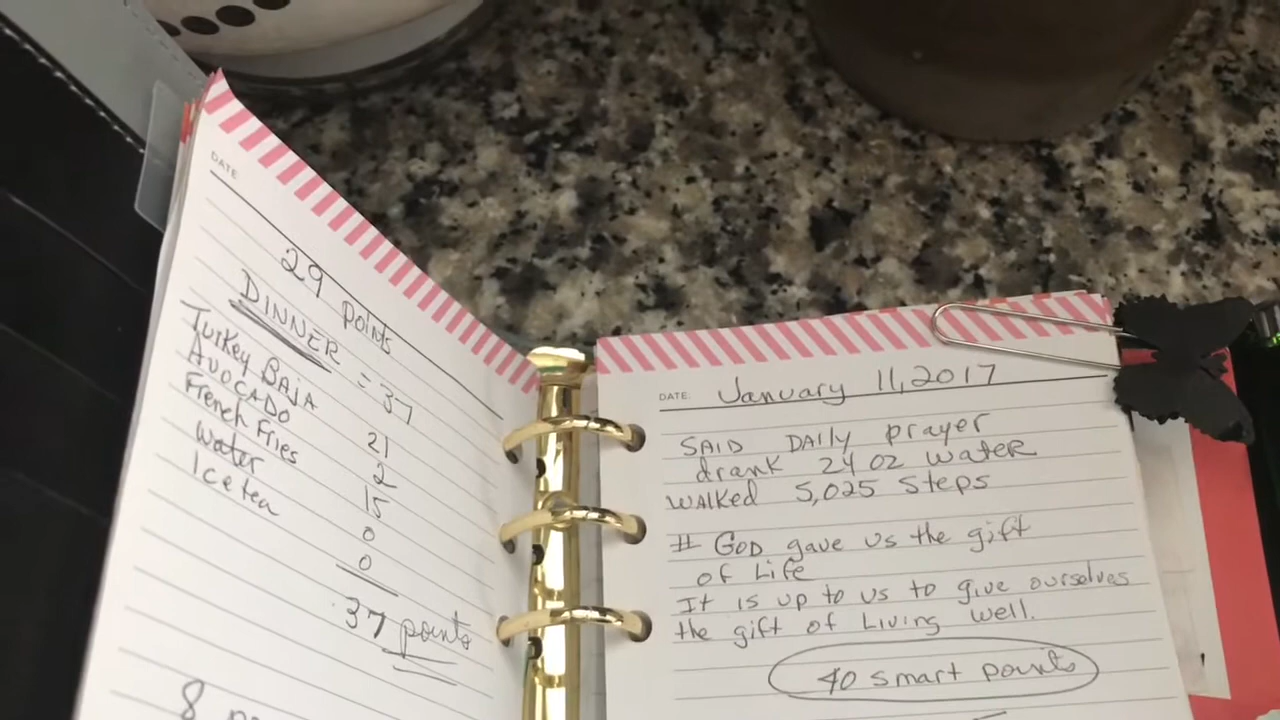 DATE:
29 points
DINNER = 37
Turkey BAJA 21
AVOCADO 2
French Fries 15
water 0
Ice tea 0
37 points
8
DATE: January 11, 2017
SAID DAILY prayer
drank 24 oz water
walked 5,025 steps
# GOD gave us the gift
of Life
It is up to us to give ourselves
the gift of Living well.
40 smart points